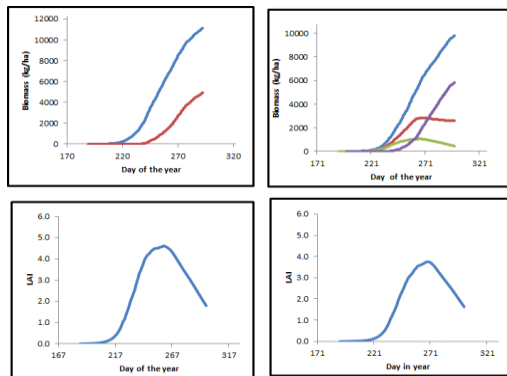 12000
10000
8000
6000
4000
2000
0
Biomass (kg/ha)
170 220 270 320
Day of the year
10000
8000
6000
4000
2000
0
Biomass (kg/ha)
171 221 271 321
Day of the year
6.0
5.0
4.0
3.0
2.0
1.0
0.0
LAI
167 217 267 317
Day of the year
6.0
5.0
4.0
3.0
2.0
1.0
0.0
LAI
171 221 271 321
Day in year